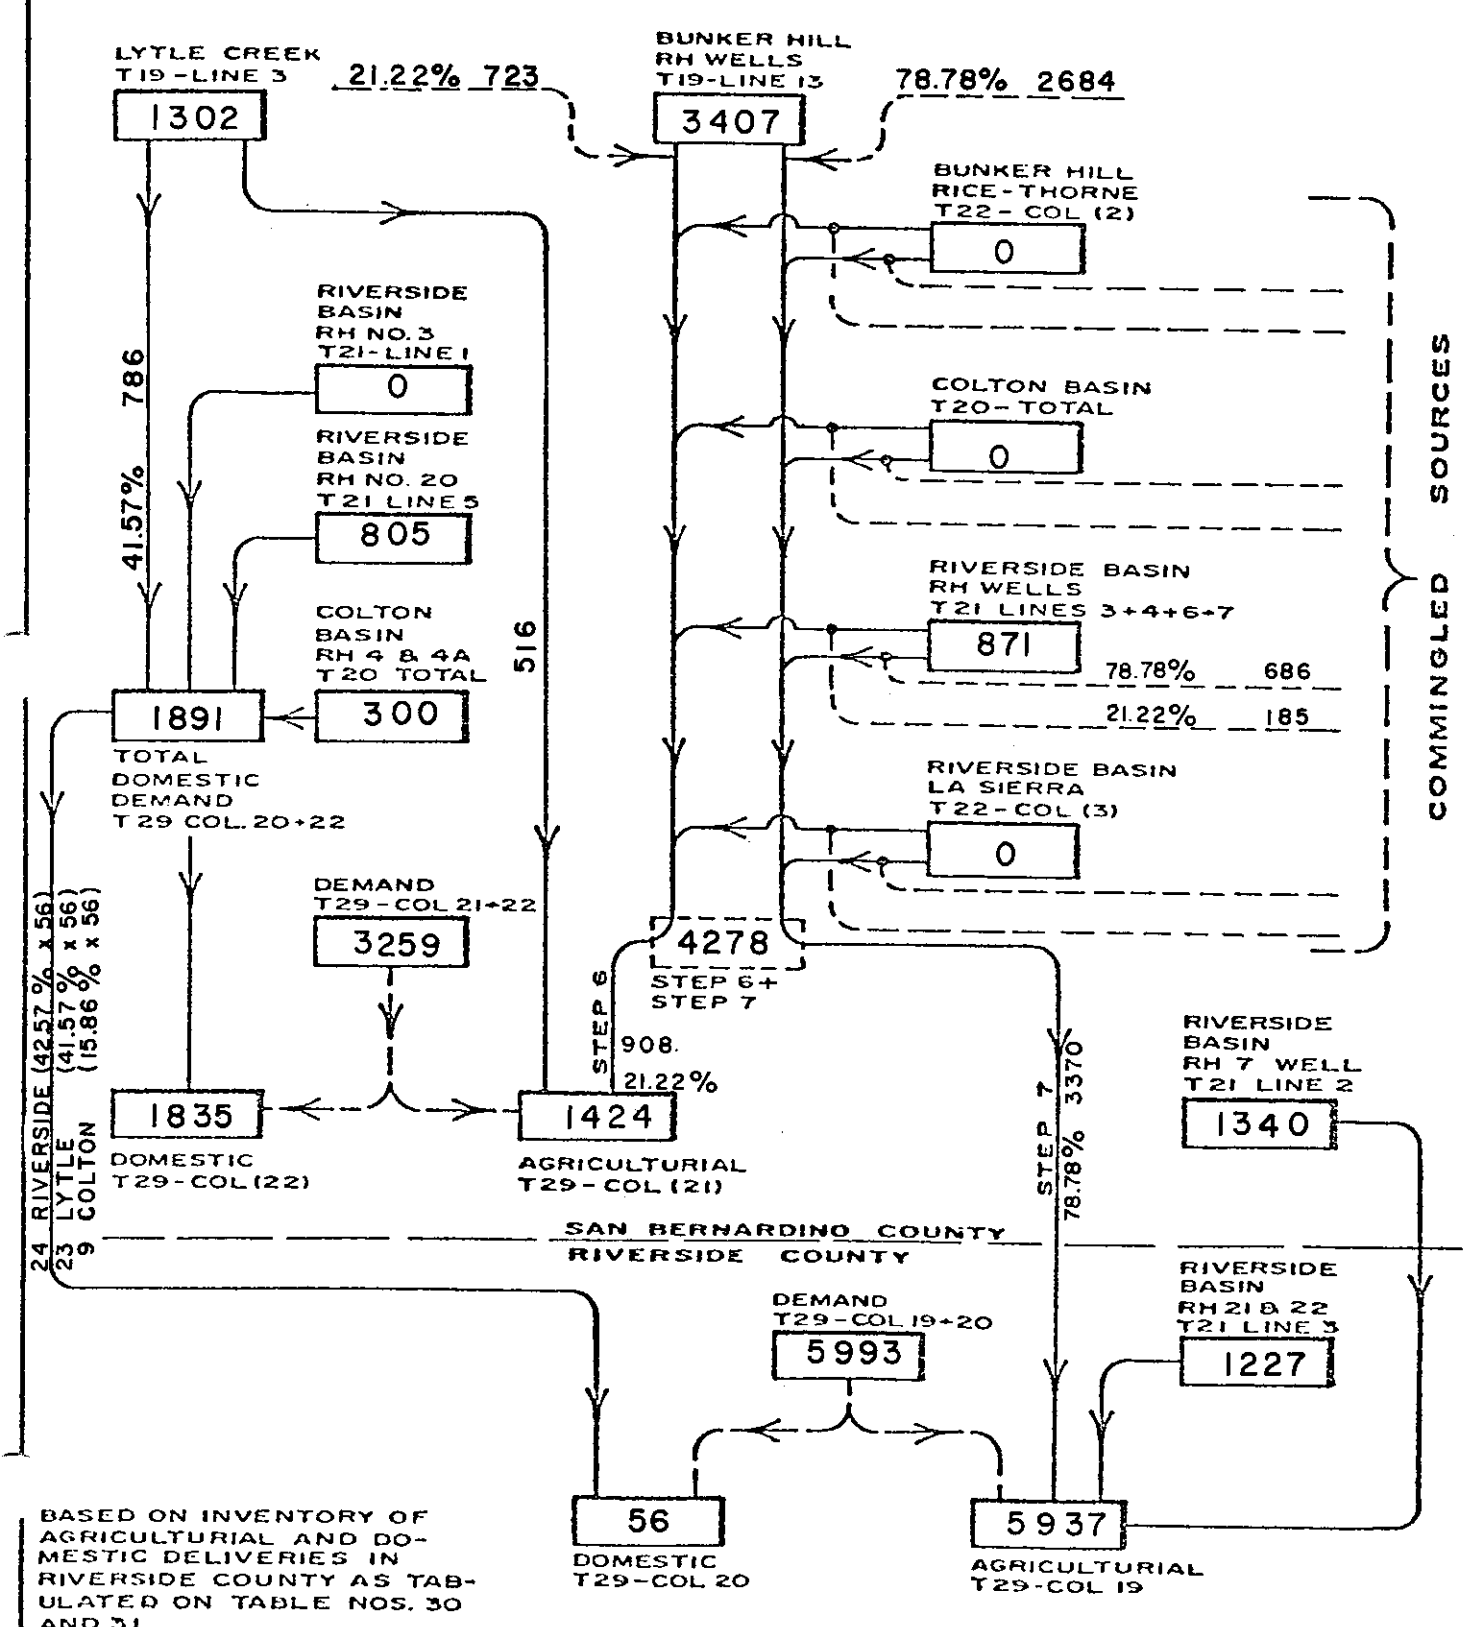 LYTLE CREEK
T19-LINE 3
1302
21.22% 723
BUNKER HILL
RH WELLS
T19-LINE 13
3407
78.78% 2684
BUNKER HILL
RICE-THORNE
T22-COL (2)
0
RIVERSIDE
BASIN
RH NO. 3
T21-LINE 1
0
786
41.57%
RIVERSIDE
BASIN
RH NO. 20
T21 LINE 5
805
COLTON BASIN
T20-TOTAL
0
COMMINGLED SOURCES
COLTON
BASIN
RH 4 & 4A
T20 TOTAL
300
516
RIVERSIDE BASIN
RH WELLS
T21 LINES 3+4+6+7
871
78.78% 686
21.22% 185
1891
TOTAL
DOMESTIC
DEMAND
T29 COL. 20+22
RIVERSIDE BASIN
LA SIERRA
T22-COL (3)
0
DEMAND
T29-COL 21+22
3259
4278
STEP 6+
STEP 7
STEP 6
908.
21.22%
24 RIVERSIDE (42.57% x 56)
23 LYTLE (41.57% x 56)
9 COLTON (15.86% x 56)
1835
DOMESTIC
T29-COL (22)
1424
AGRICULTURIAL
T29-COL (21)
STEP 7
78.78% 3370
RIVERSIDE
BASIN
RH 7 WELL
T21 LINE 2
1340
SAN BERNARDINO COUNTY
RIVERSIDE COUNTY
RIVERSIDE
BASIN
RH 21 & 22
T21 LINE 3
1227
DEMAND
T29-COL 19+20
5993
56
DOMESTIC
T29-COL 20
5937
AGRICULTURIAL
T29-COL 19
BASED ON INVENTORY OF
AGRICULTURIAL AND DO-
MESTIC DELIVERIES IN
RIVERSIDE COUNTY AS TAB-
ULATED ON TABLE NOS. 30
AND 31